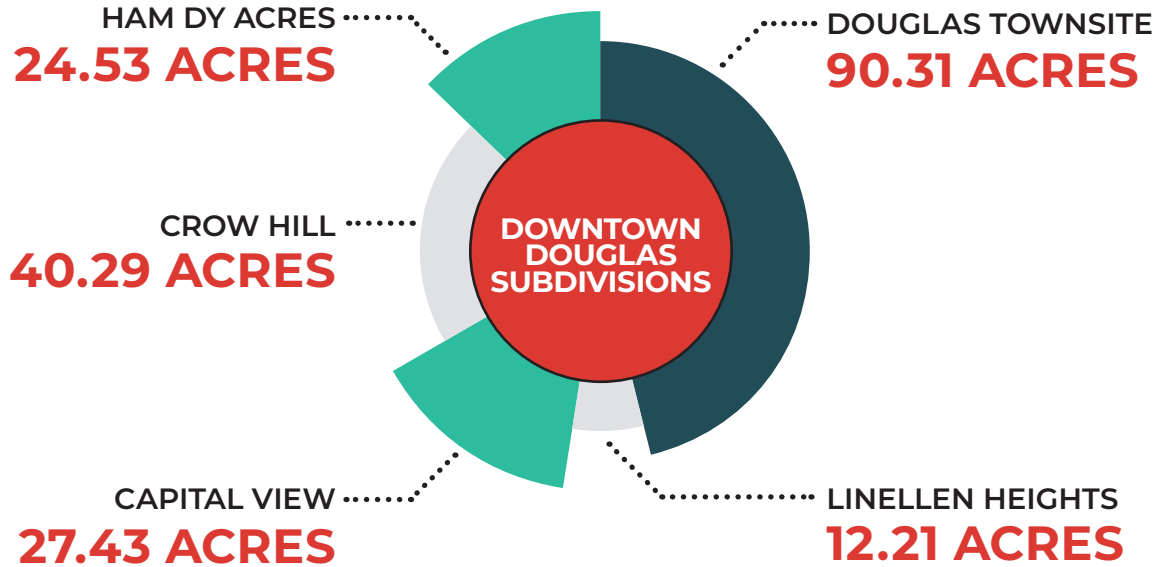 HAM DY ACRES
24.53 ACRES
DOUGLAS TOWNSITE
90.31 ACRES
CROW HILL
40.29 ACRES
DOWNTOWN
DOUGLAS
SUBDIVISIONS
CAPITAL VIEW
27.43 ACRES
LINELLEN HEIGHTS
12.21 ACRES